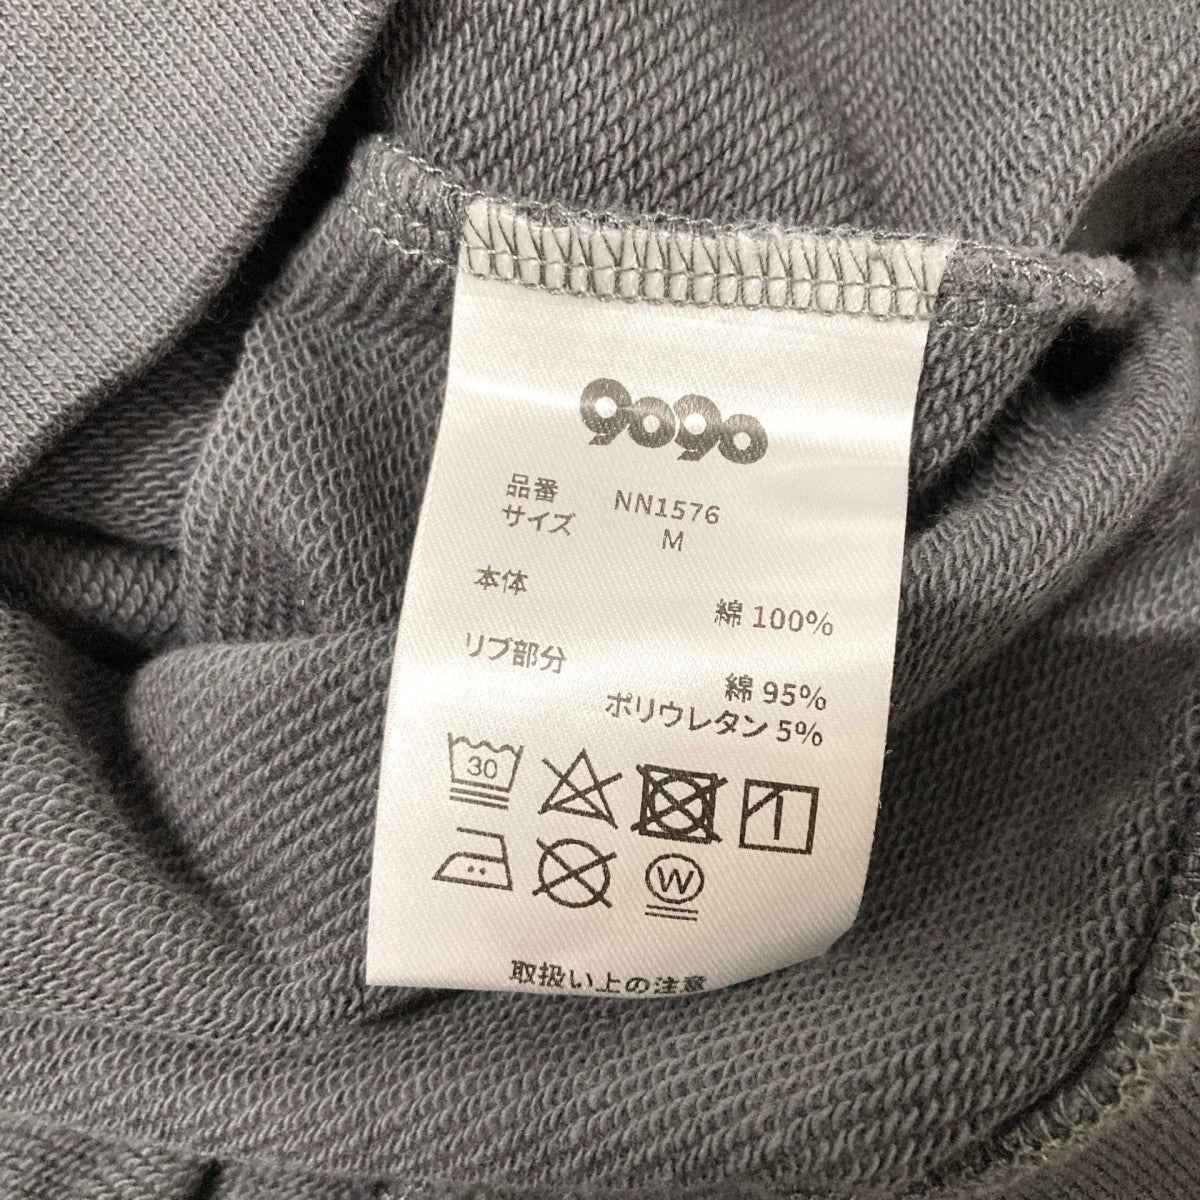 9090
品番 NN1576
サイズ M
本体
綿 100%
リブ部分
綿 95%
ポリウレタン 5%
30
W
取扱い上の注意